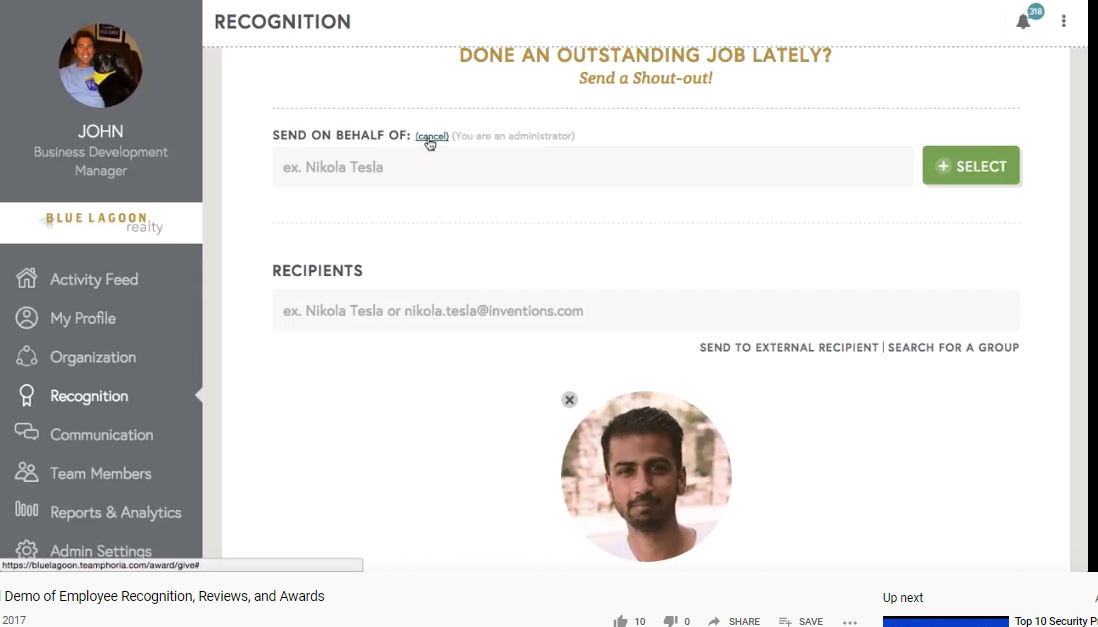 RECOGNITION
318
JOHN
Business Development
Manager
BLUE LAGOON
realty
Activity Feed
My Profile
Organization
Recognition
Communication
Team Members
Reports & Analytics
Admin Settings
https://bluelagoon.teamphoria.com/award/give#
DONE AN OUTSTANDING JOB LATELY?
Send a Shout-out!
SEND ON BEHALF OF: (cancel) (You are an administrator)
ex. Nikola Tesla
+ SELECT
RECIPIENTS
ex. Nikola Tesla or nikola.tesla@inventions.com
SEND TO EXTERNAL RECIPIENT | SEARCH FOR A GROUP
Demo of Employee Recognition, Reviews, and Awards
2017
10
0
SHARE
SAVE
Up next
Top 10 Security